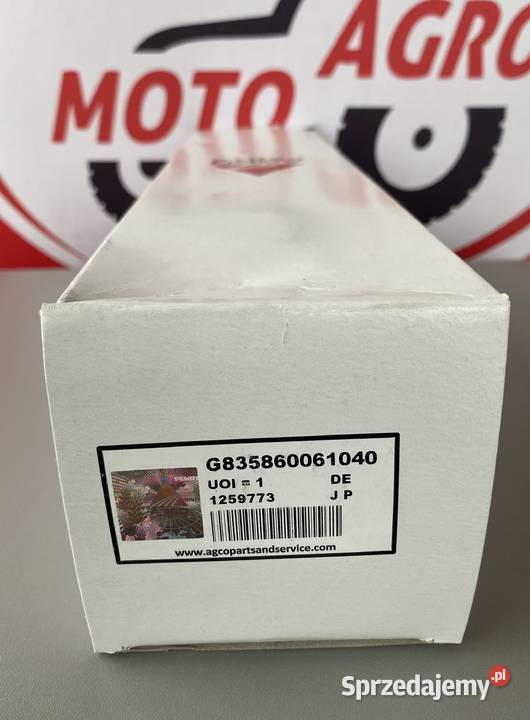 MOTO AGRO
G835860061040
UOI = 1 DE
1259773 J P
www.agcopartsandservice.com
Sprzedajemy.pl